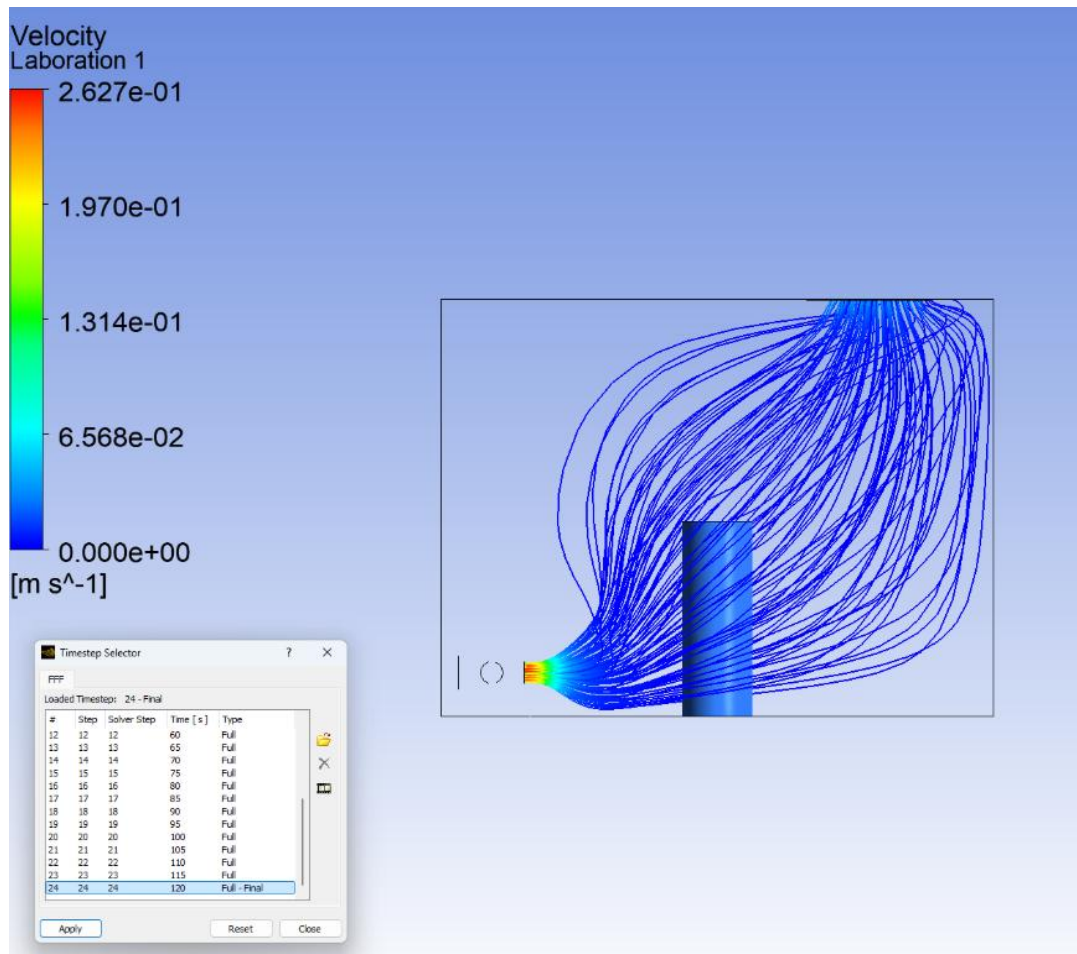 Velocity
Laboration 1
2.627e-01
1.970e-01
1.314e-01
6.568e-02
0.000e+00
[m s^-1]
Timestep Selector ? ×
FFF
Loaded Timestep: 24 - Final
# Step Solver Step Time [ s ] Type
12 12 12 60 Full
13 13 13 65 Full
14 14 14 70 Full
15 15 15 75 Full
16 16 16 80 Full
17 17 17 85 Full
18 18 18 90 Full
19 19 19 95 Full
20 20 20 100 Full
21 21 21 105 Full
22 22 22 110 Full
23 23 23 115 Full
24 24 24 120 Full - Final
Apply Reset Close